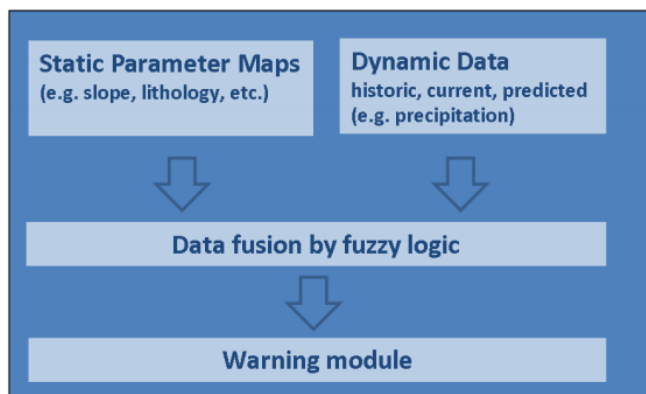 Static Parameter Maps
(e.g. slope, lithology, etc.)
Dynamic Data
historic, current, predicted
(e.g. precipitation)
Data fusion by fuzzy logic
Warning module